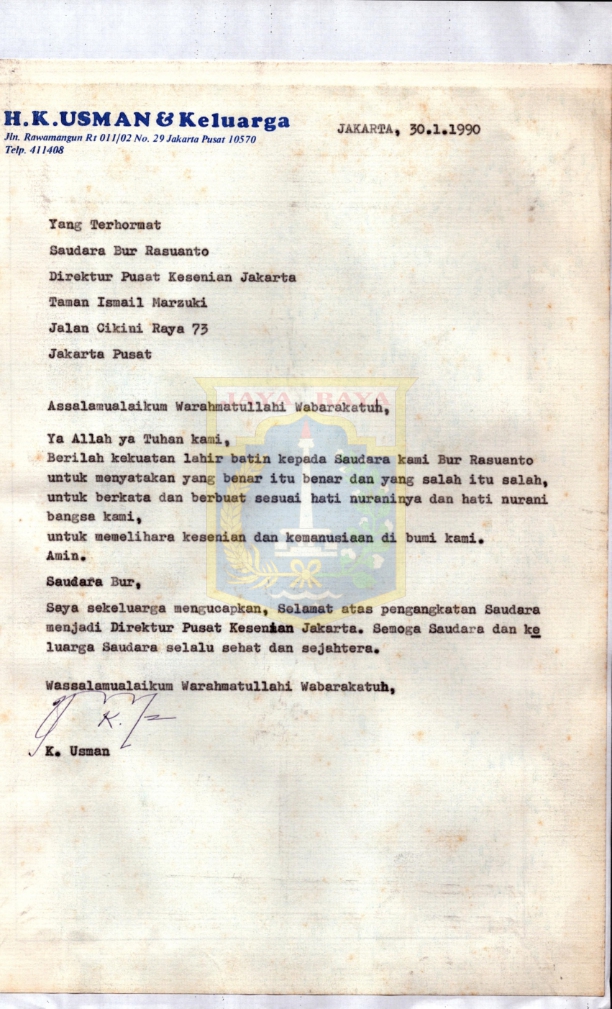 H.K.USMAN & Keluarga
Jln. Rawamangun Rt 011/02 No. 29 Jakarta Pusat 10570
Telp. 411408
JAKARTA, 30.1.1990
Yang Terhormat
Saudara Bur Rasuanto
Direktur Pusat Kesenian Jakarta
Taman Ismail Marzuki
Jalan Cikini Raya 73
Jakarta Pusat
JAYA RAYA
Assalamualaikum Warahmatullahi Wabarakatuh,
Ya Allah ya Tuhan kami,
Berilah kekuatan lahir batin kepada Saudara kami Bur Rasuanto
untuk menyatakan yang benar itu benar dan yang salah itu salah,
untuk berkata dan berbuat sesuai hati nuraninya dan hati nurani
bangsa kami,
untuk memelihara kesenian dan kemanusiaan di bumi kami.
Amin.
Saudara Bur,
Saya sekeluarga mengucapkan, Selamat atas pengangkatan Saudara
menjadi Direktur Pusat Kesenian Jakarta. Semoga Saudara dan ke
luarga Saudara selalu sehat dan sejahtera.
Wassalamualaikum Warahmatullahi Wabarakatuh,
K. Usman